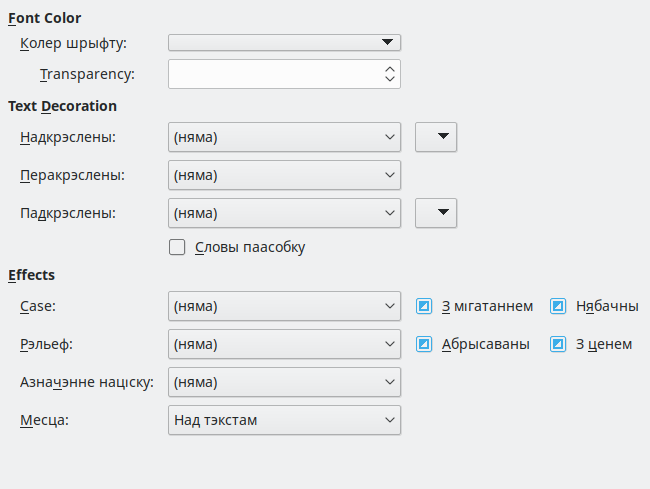 Font Color
Колер шрыфту:
Transparency:
Text Decoration
Надкрэслены: (няма)
Перакрэслены: (няма)
Падкрэслены: (няма)
Словы паасобку
Effects
Case: (няма) З мігатаннем Нябачны
Рэльеф: (няма) Абрысаваны З ценем
Азначэнне націску: (няма)
Месца: Над тэкстам